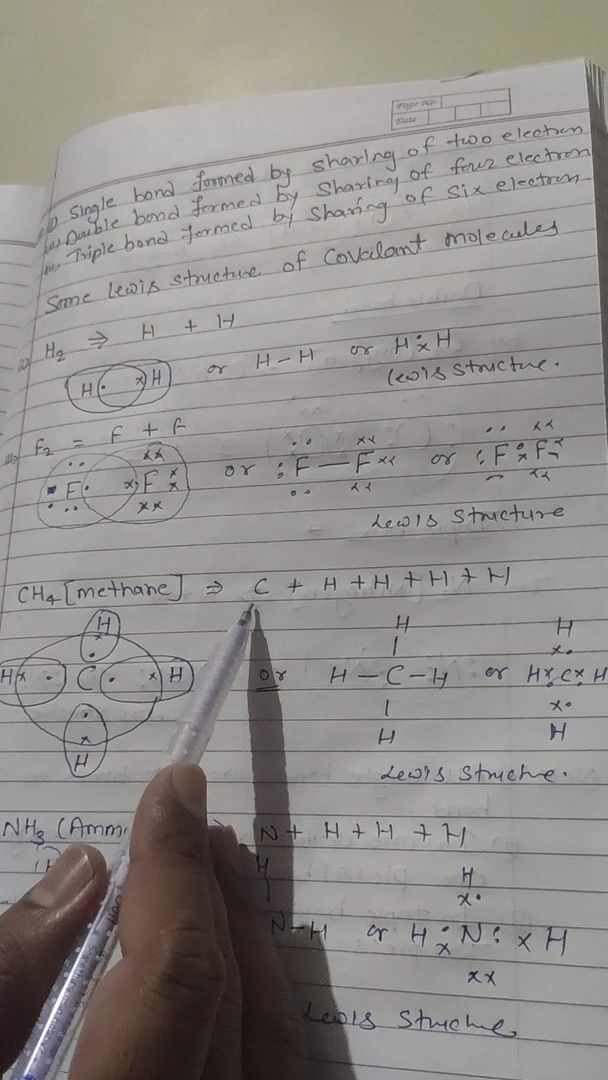 Page No.
Date
i) Single bond formed by sharing of two electron
ii) Double bond formed by Sharing of four electron
iii) Triple bond formed by Sharing of Six electron
Some lewis structure of Covalant molecules
H2 ⇒ H + H
H· ×H or H-H or H·×H
Lewis structure.
F2 = F + F
F F or :F—F×× or :F F
Lewis Structure
CH4 [methane] ⇒ C + H + H + H + H
H H H
H× · C · × H or H — C — H or H×·C×·H
H H H
Lewis Structure.
NH3 (Amm N + H + H + H
H H
N-H or H N: ×H
××
Lewis Structure